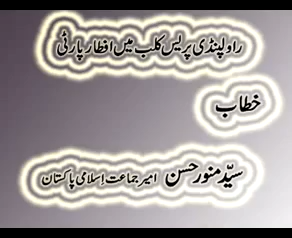 راولپنڈی پریس کلب میں افطار پارٹی
خطاب
سیّد منور حسن امیر جماعت اسلامی پاکستان